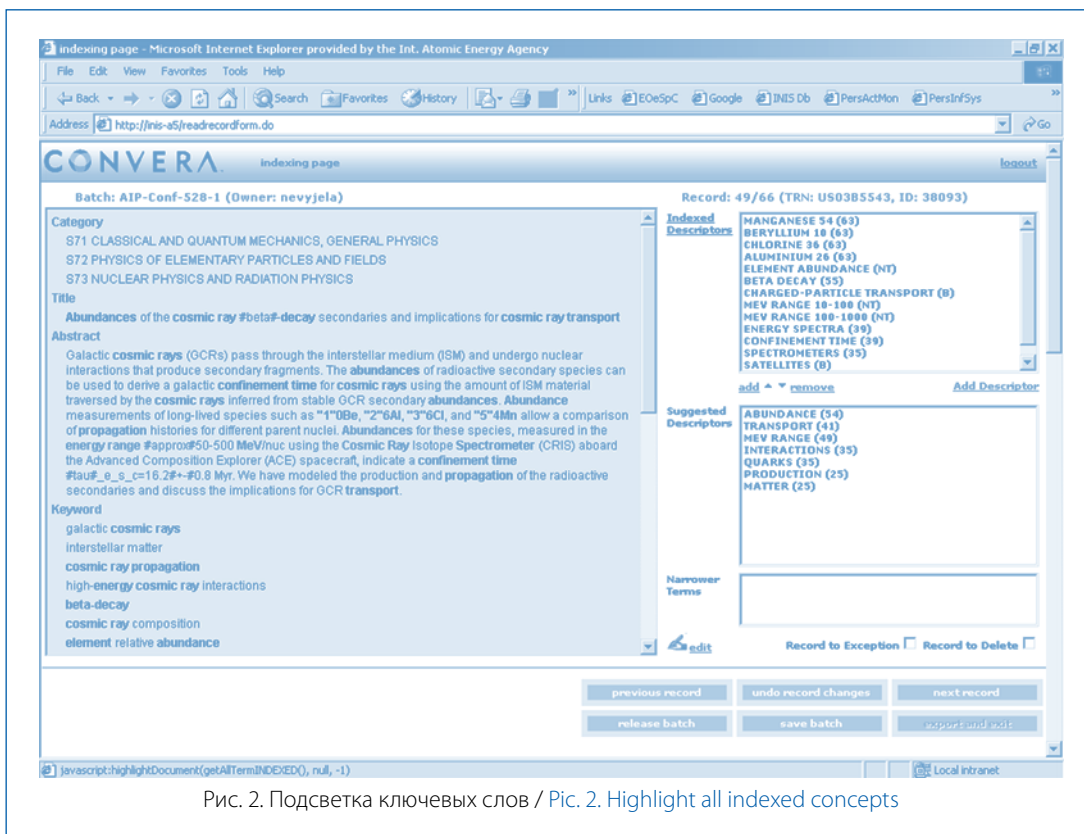 indexing page - Microsoft Internet Explorer provided by the Int. Atomic Energy Agency
File Edit View Favorites Tools Help
Back Search Favorites History » Links EOeSpC Google INIS Db PersActMon PersInfSys »
Address http://inis-a5/readrecordform.do Go
CONVERA indexing page logout
Batch: AIP-Conf-528-1 (Owner: nevyjela) Record: 49/66 (TRN: US03B5543, ID: 38093)
Category
S71 CLASSICAL AND QUANTUM MECHANICS, GENERAL PHYSICS
S72 PHYSICS OF ELEMENTARY PARTICLES AND FIELDS
S73 NUCLEAR PHYSICS AND RADIATION PHYSICS
Title
Abundances of the cosmic ray #beta#-decay secondaries and implications for cosmic ray transport
Abstract
Galactic cosmic rays (GCRs) pass through the interstellar medium (ISM) and undergo nuclear
interactions that produce secondary fragments. The abundances of radioactive secondary species can
be used to derive a galactic confinement time for cosmic rays using the amount of ISM material
traversed by the cosmic rays inferred from stable GCR secondary abundances. Abundance
measurements of long-lived species such as "1"0Be, "2"6Al, "3"6Cl, and "5"4Mn allow a comparison
of propagation histories for different parent nuclei. Abundances for these species, measured in the
energy range #approx#50-500 MeV/nuc using the Cosmic Ray Isotope Spectrometer (CRIS) aboard
the Advanced Composition Explorer (ACE) spacecraft, indicate a confinement time
#tau#_e_s_c=16.2#+-#0.8 Myr. We have modeled the production and propagation of the radioactive
secondaries and discuss the implications for GCR transport.
Keyword
galactic cosmic rays
interstellar matter
cosmic ray propagation
high-energy cosmic ray interactions
beta-decay
cosmic ray composition
element relative abundance
Indexed
Descriptors
MANGANESE 54 (63)
BERYLLIUM 10 (63)
CHLORINE 36 (63)
ALUMINIUM 26 (63)
ELEMENT ABUNDANCE (NT)
BETA DECAY (55)
CHARGED-PARTICLE TRANSPORT (B)
MEV RANGE 10-100 (NT)
MEV RANGE 100-1000 (NT)
ENERGY SPECTRA (39)
CONFINEMENT TIME (39)
SPECTROMETERS (35)
SATELLITES (B)
add remove Add Descriptor
Suggested
Descriptors
ABUNDANCE (54)
TRANSPORT (41)
MEV RANGE (49)
INTERACTIONS (35)
QUARKS (35)
PRODUCTION (25)
MATTER (25)
Narrower
Terms
edit Record to Exception Record to Delete
previous record undo record changes next record
release batch save batch export and exit
javascript:highlightDocument(getAllTermINDEXED(), null, -1) Local intranet
Рис. 2. Подсветка ключевых слов / Pic. 2. Highlight all indexed concepts